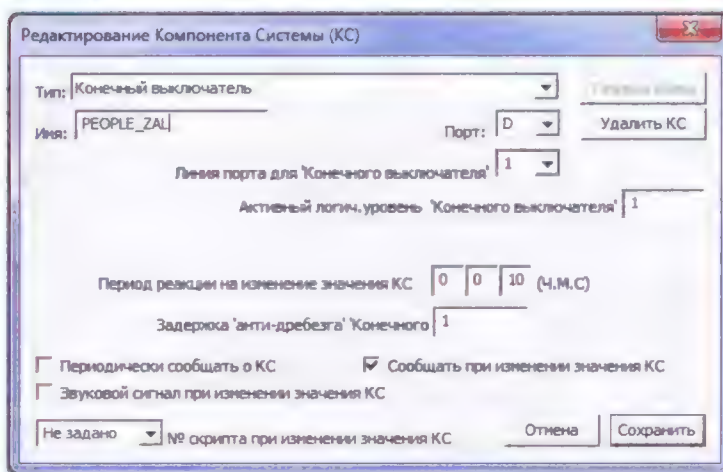 Редактирование Компонента Системы (КС)
Тип: Конечный выключатель
Имя: PEOPLE_ZAL Порт: D Удалить КС
Линия порта для 'Конечного выключателя' 1
Активный логич.уровень 'Конечного выключателя' 1
Период реакции на изменение значения КС 0 0 10 (Ч.М.С)
Задержка 'анти-дребезга' 'Конечного 1
Периодически сообщать о КС Сообщать при изменении значения КС
Звуковой сигнал при изменении значения КС
Не задано № скрипта при изменении значения КС Отмена Сохранить